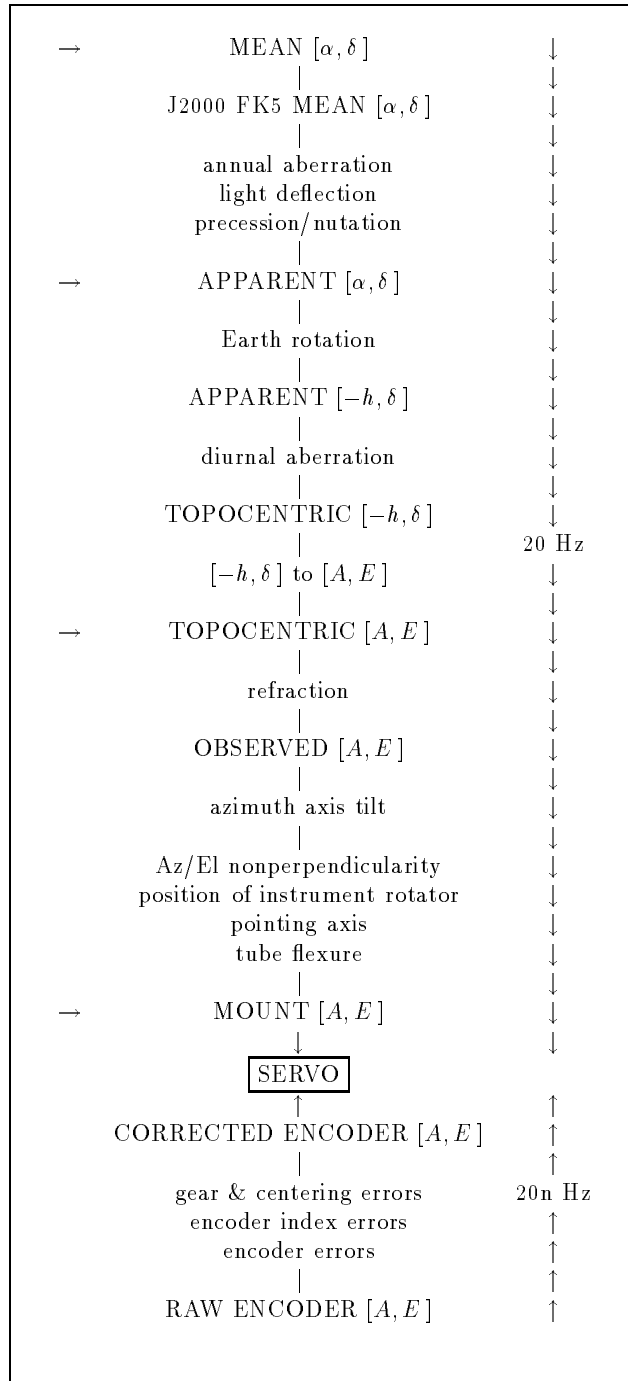 → MEAN [α, δ] ↓
J2000 FK5 MEAN [α, δ] ↓
annual aberration ↓
light deflection ↓
precession/nutation ↓
→ APPARENT [α, δ] ↓
Earth rotation ↓
APPARENT [−h, δ] ↓
diurnal aberration ↓
TOPOCENTRIC [−h, δ] ↓
20 Hz
[−h, δ] to [A, E] ↓
→ TOPOCENTRIC [A, E] ↓
refraction ↓
OBSERVED [A, E] ↓
azimuth axis tilt ↓
Az/El nonperpendicularity ↓
position of instrument rotator ↓
pointing axis ↓
tube flexure ↓
→ MOUNT [A, E] ↓
↓ ↓
SERVO
↑ ↑
CORRECTED ENCODER [A, E] ↑
gear & centering errors 20n Hz
encoder index errors ↑
encoder errors ↑
RAW ENCODER [A, E] ↑